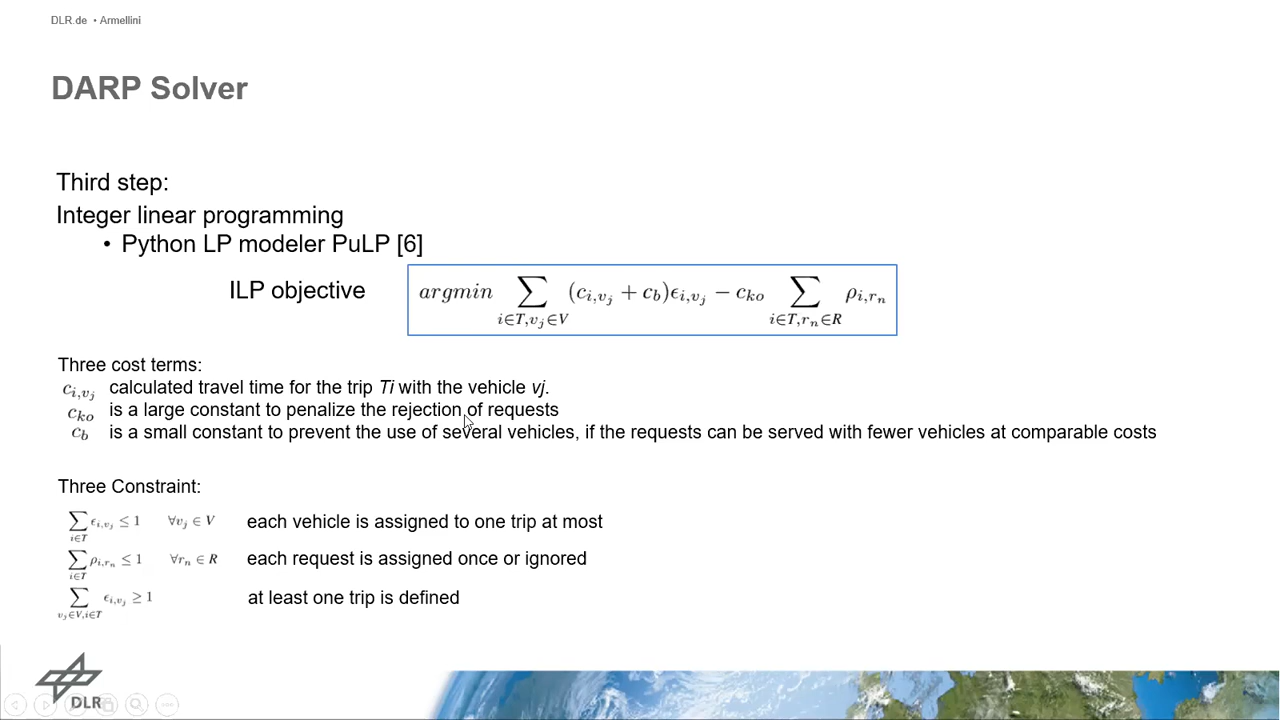 DLR.de • Armellini
DARP Solver
Third step:
Integer linear programming
• Python LP modeler PuLP [6]
ILP objective argmin ∑_{i∈T,v_j∈V} (c_{i,v_j} + c_b)ϵ_{i,v_j} − c_{ko} ∑_{i∈T,r_n∈R} ρ_{i,r_n}
Three cost terms:
c_{i,v_j} calculated travel time for the trip Ti with the vehicle vj.
c_{ko} is a large constant to penalize the rejection of requests
c_b is a small constant to prevent the use of several vehicles, if the requests can be served with fewer vehicles at comparable costs
Three Constraint:
∑_{i∈T} ϵ_{i,v_j} ≤ 1 ∀v_j ∈ V each vehicle is assigned to one trip at most
∑_{i∈T} ρ_{i,r_n} ≤ 1 ∀r_n ∈ R each request is assigned once or ignored
∑_{v_j∈V,i∈T} ϵ_{i,v_j} ≥ 1 at least one trip is defined
DLR